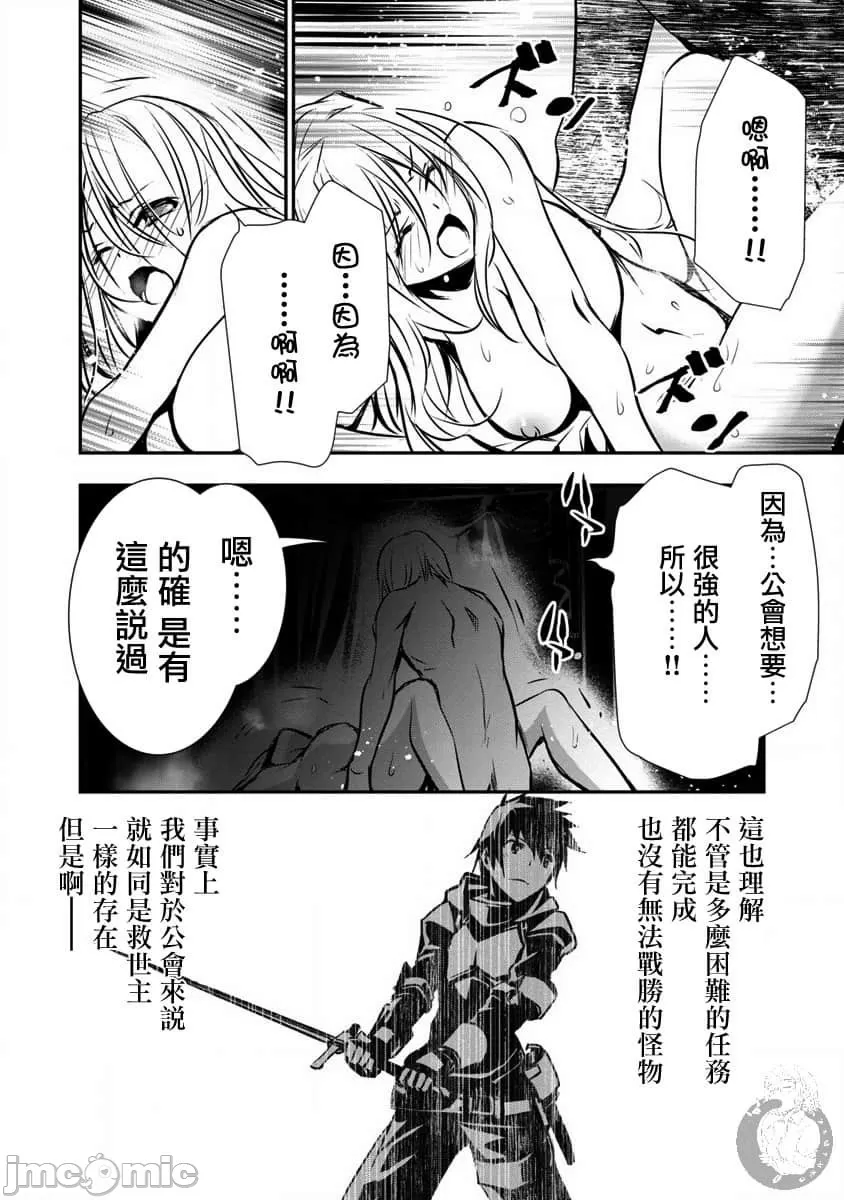 ズン
嗯啊……!!
ズン
因…因為
……啊啊!!
因為…公會想要…
很強的人……
所以……!!
嗯……
的確是有
這麼説過
這也理解
不管是多麼困難的任務
都能完成
也沒有無法戰勝的怪物
事實上
我們對於公會來説
就如同是救世主
一樣的存在
但是啊——
jmcomic